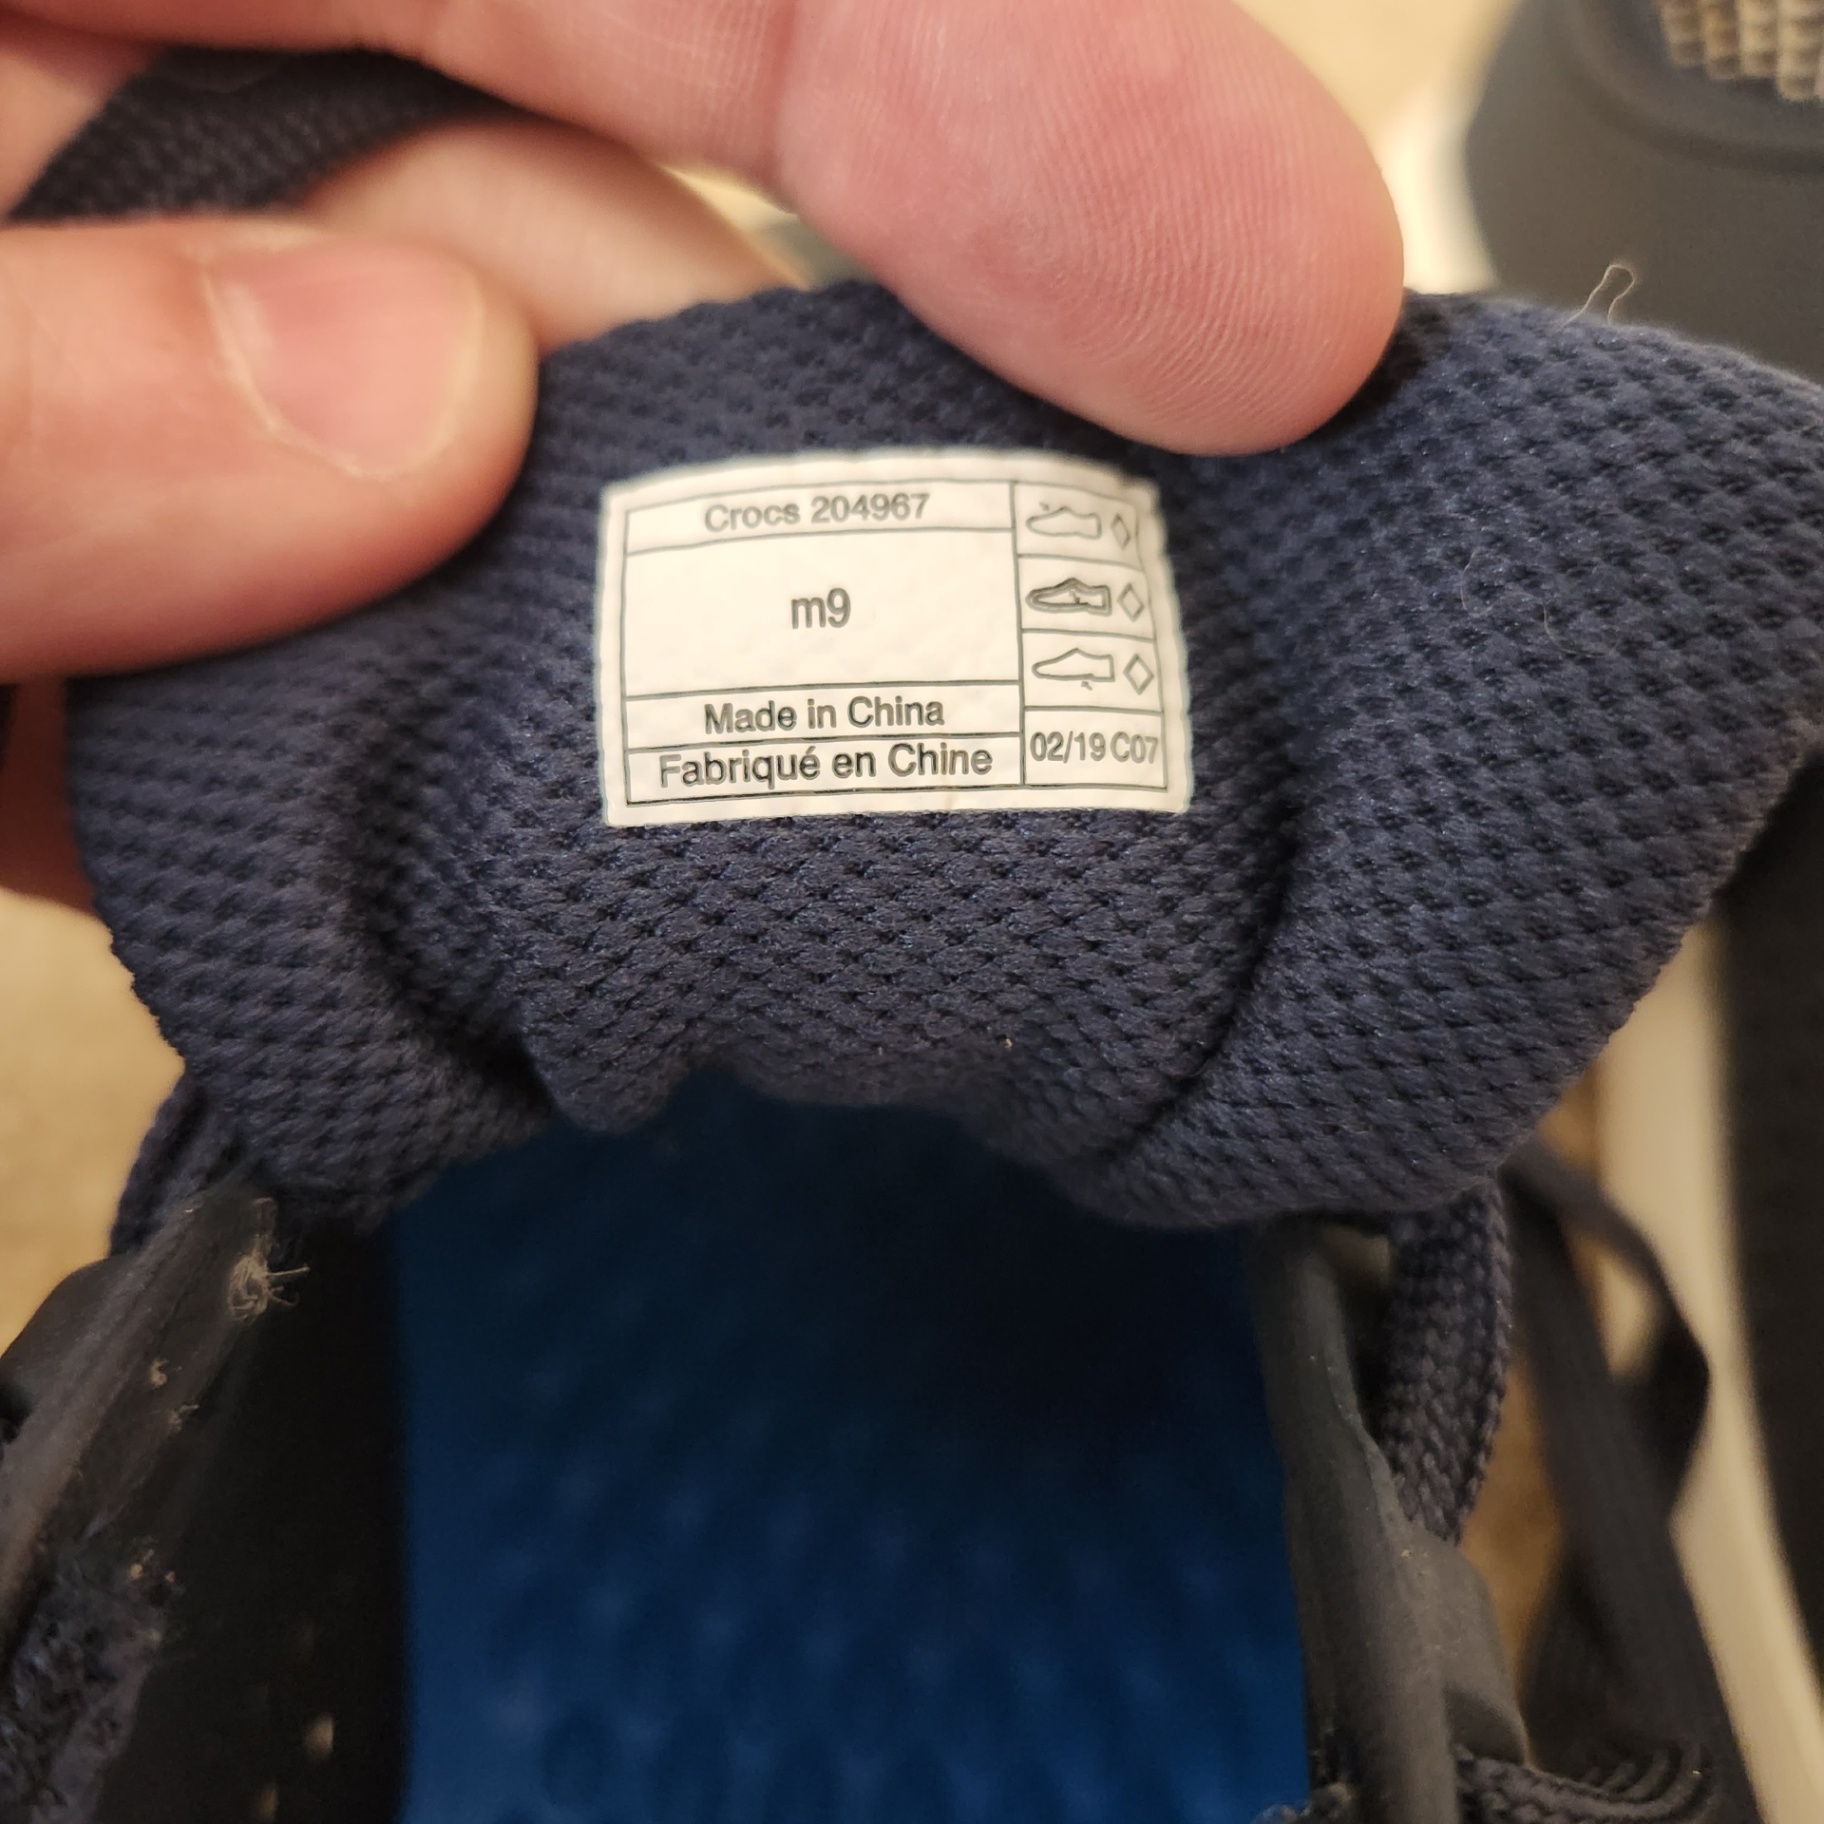 Crocs 204967
m9
Made in China
Fabriqué en Chine
02/19 C07